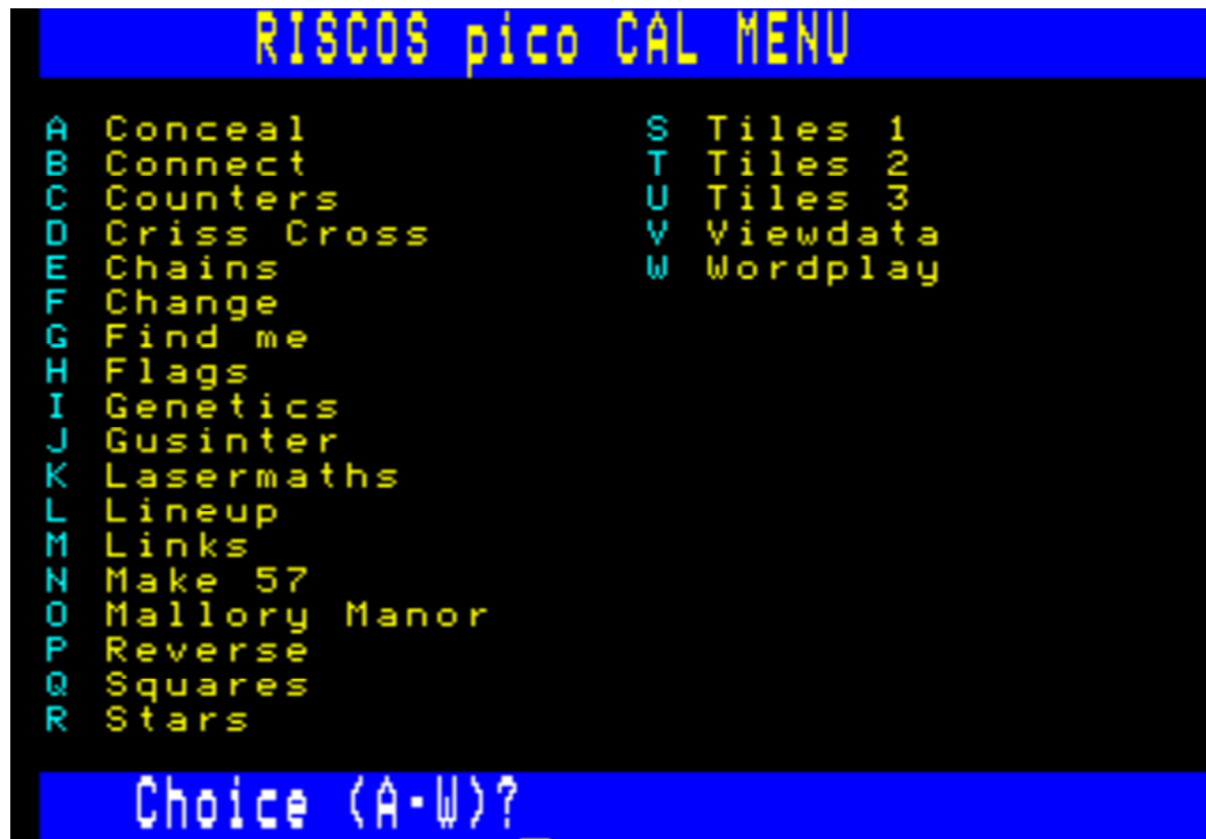 RISCOS pico CAL MENU
A Conceal
B Connect
C Counters
D Criss Cross
E Chains
F Change
G Find me
H Flags
I Genetics
J Gusinter
K Lasermaths
L Lineup
M Links
N Make 57
O Mallory Manor
P Reverse
Q Squares
R Stars
S Tiles 1
T Tiles 2
U Tiles 3
V Viewdata
W Wordplay
Choice (A-W)?_